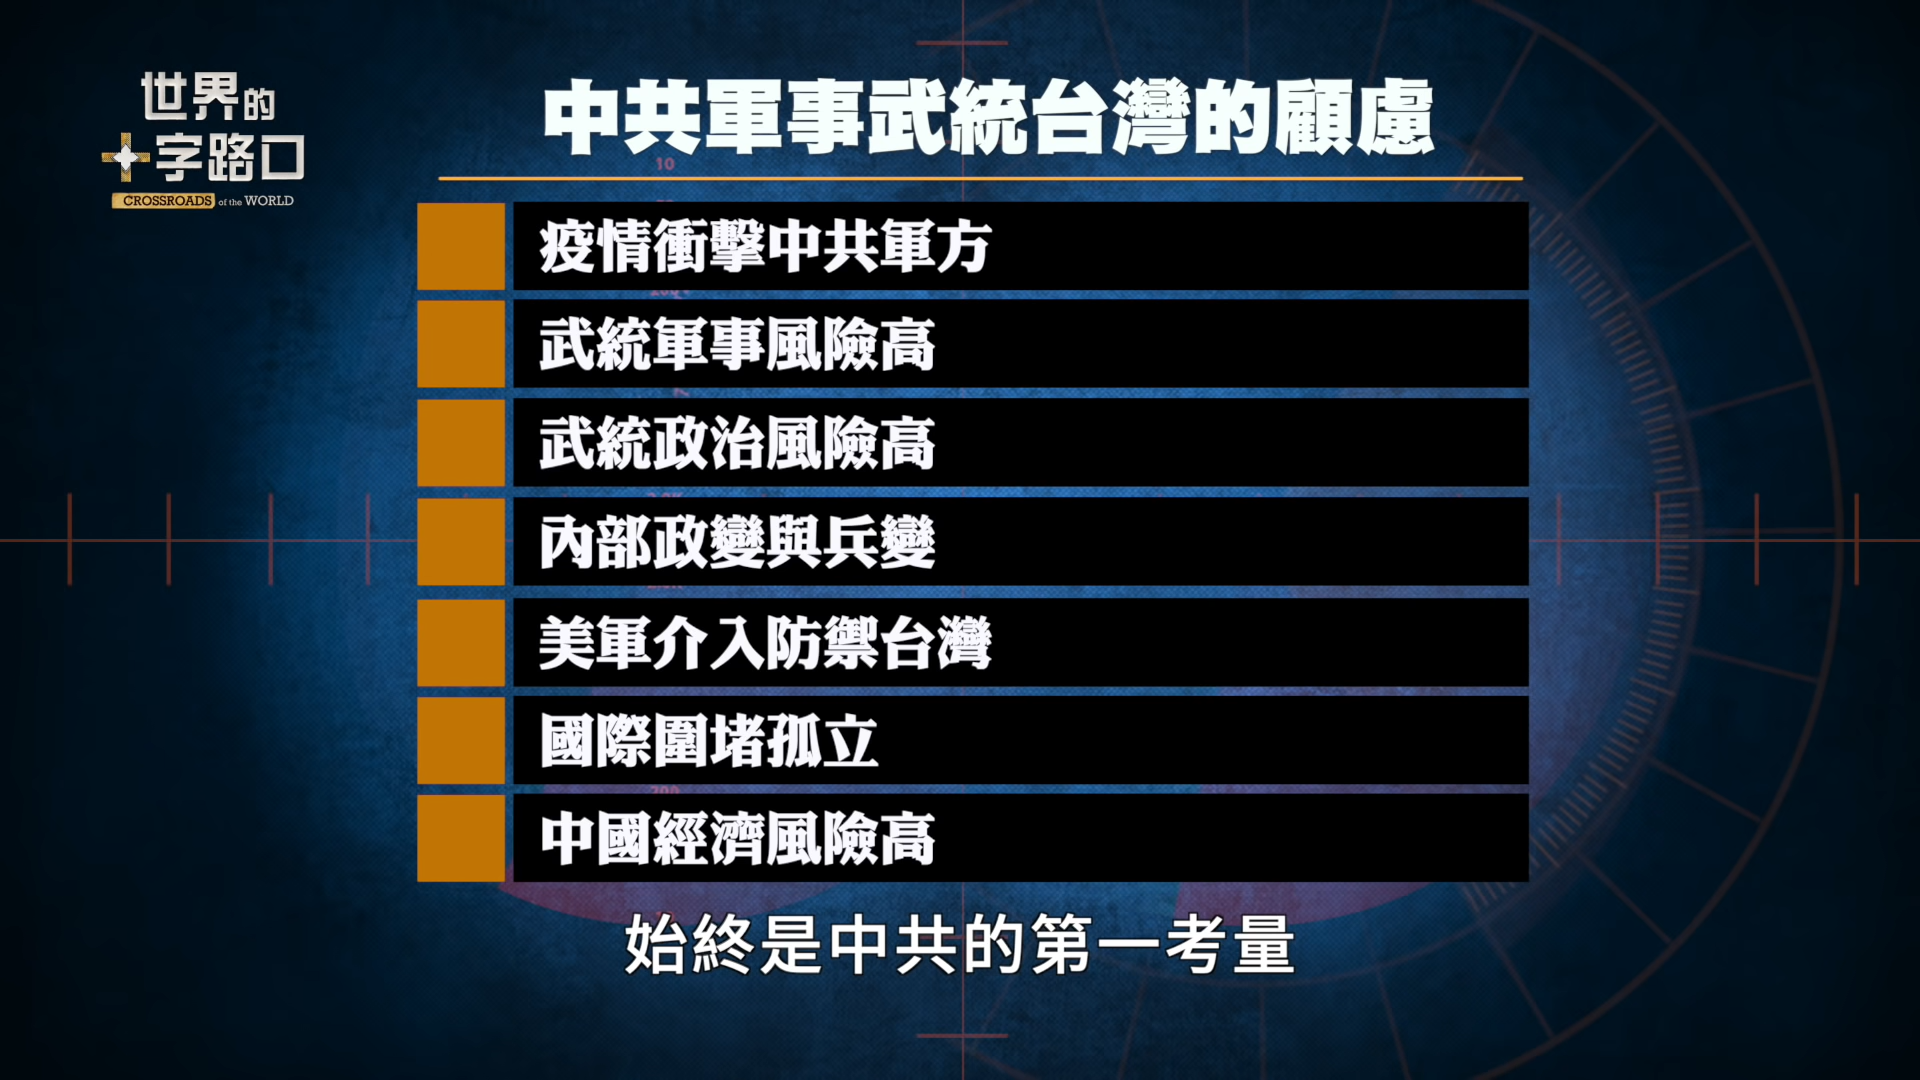 世界的
十字路口
CROSSROADS of the WORLD
中共軍事武統台灣的顧慮
10
疫情衝擊中共軍方
武統軍事風險高
武統政治風險高
內部政變與兵變
美軍介入防禦台灣
國際圍堵孤立
中國經濟風險高
始終是中共的第一考量